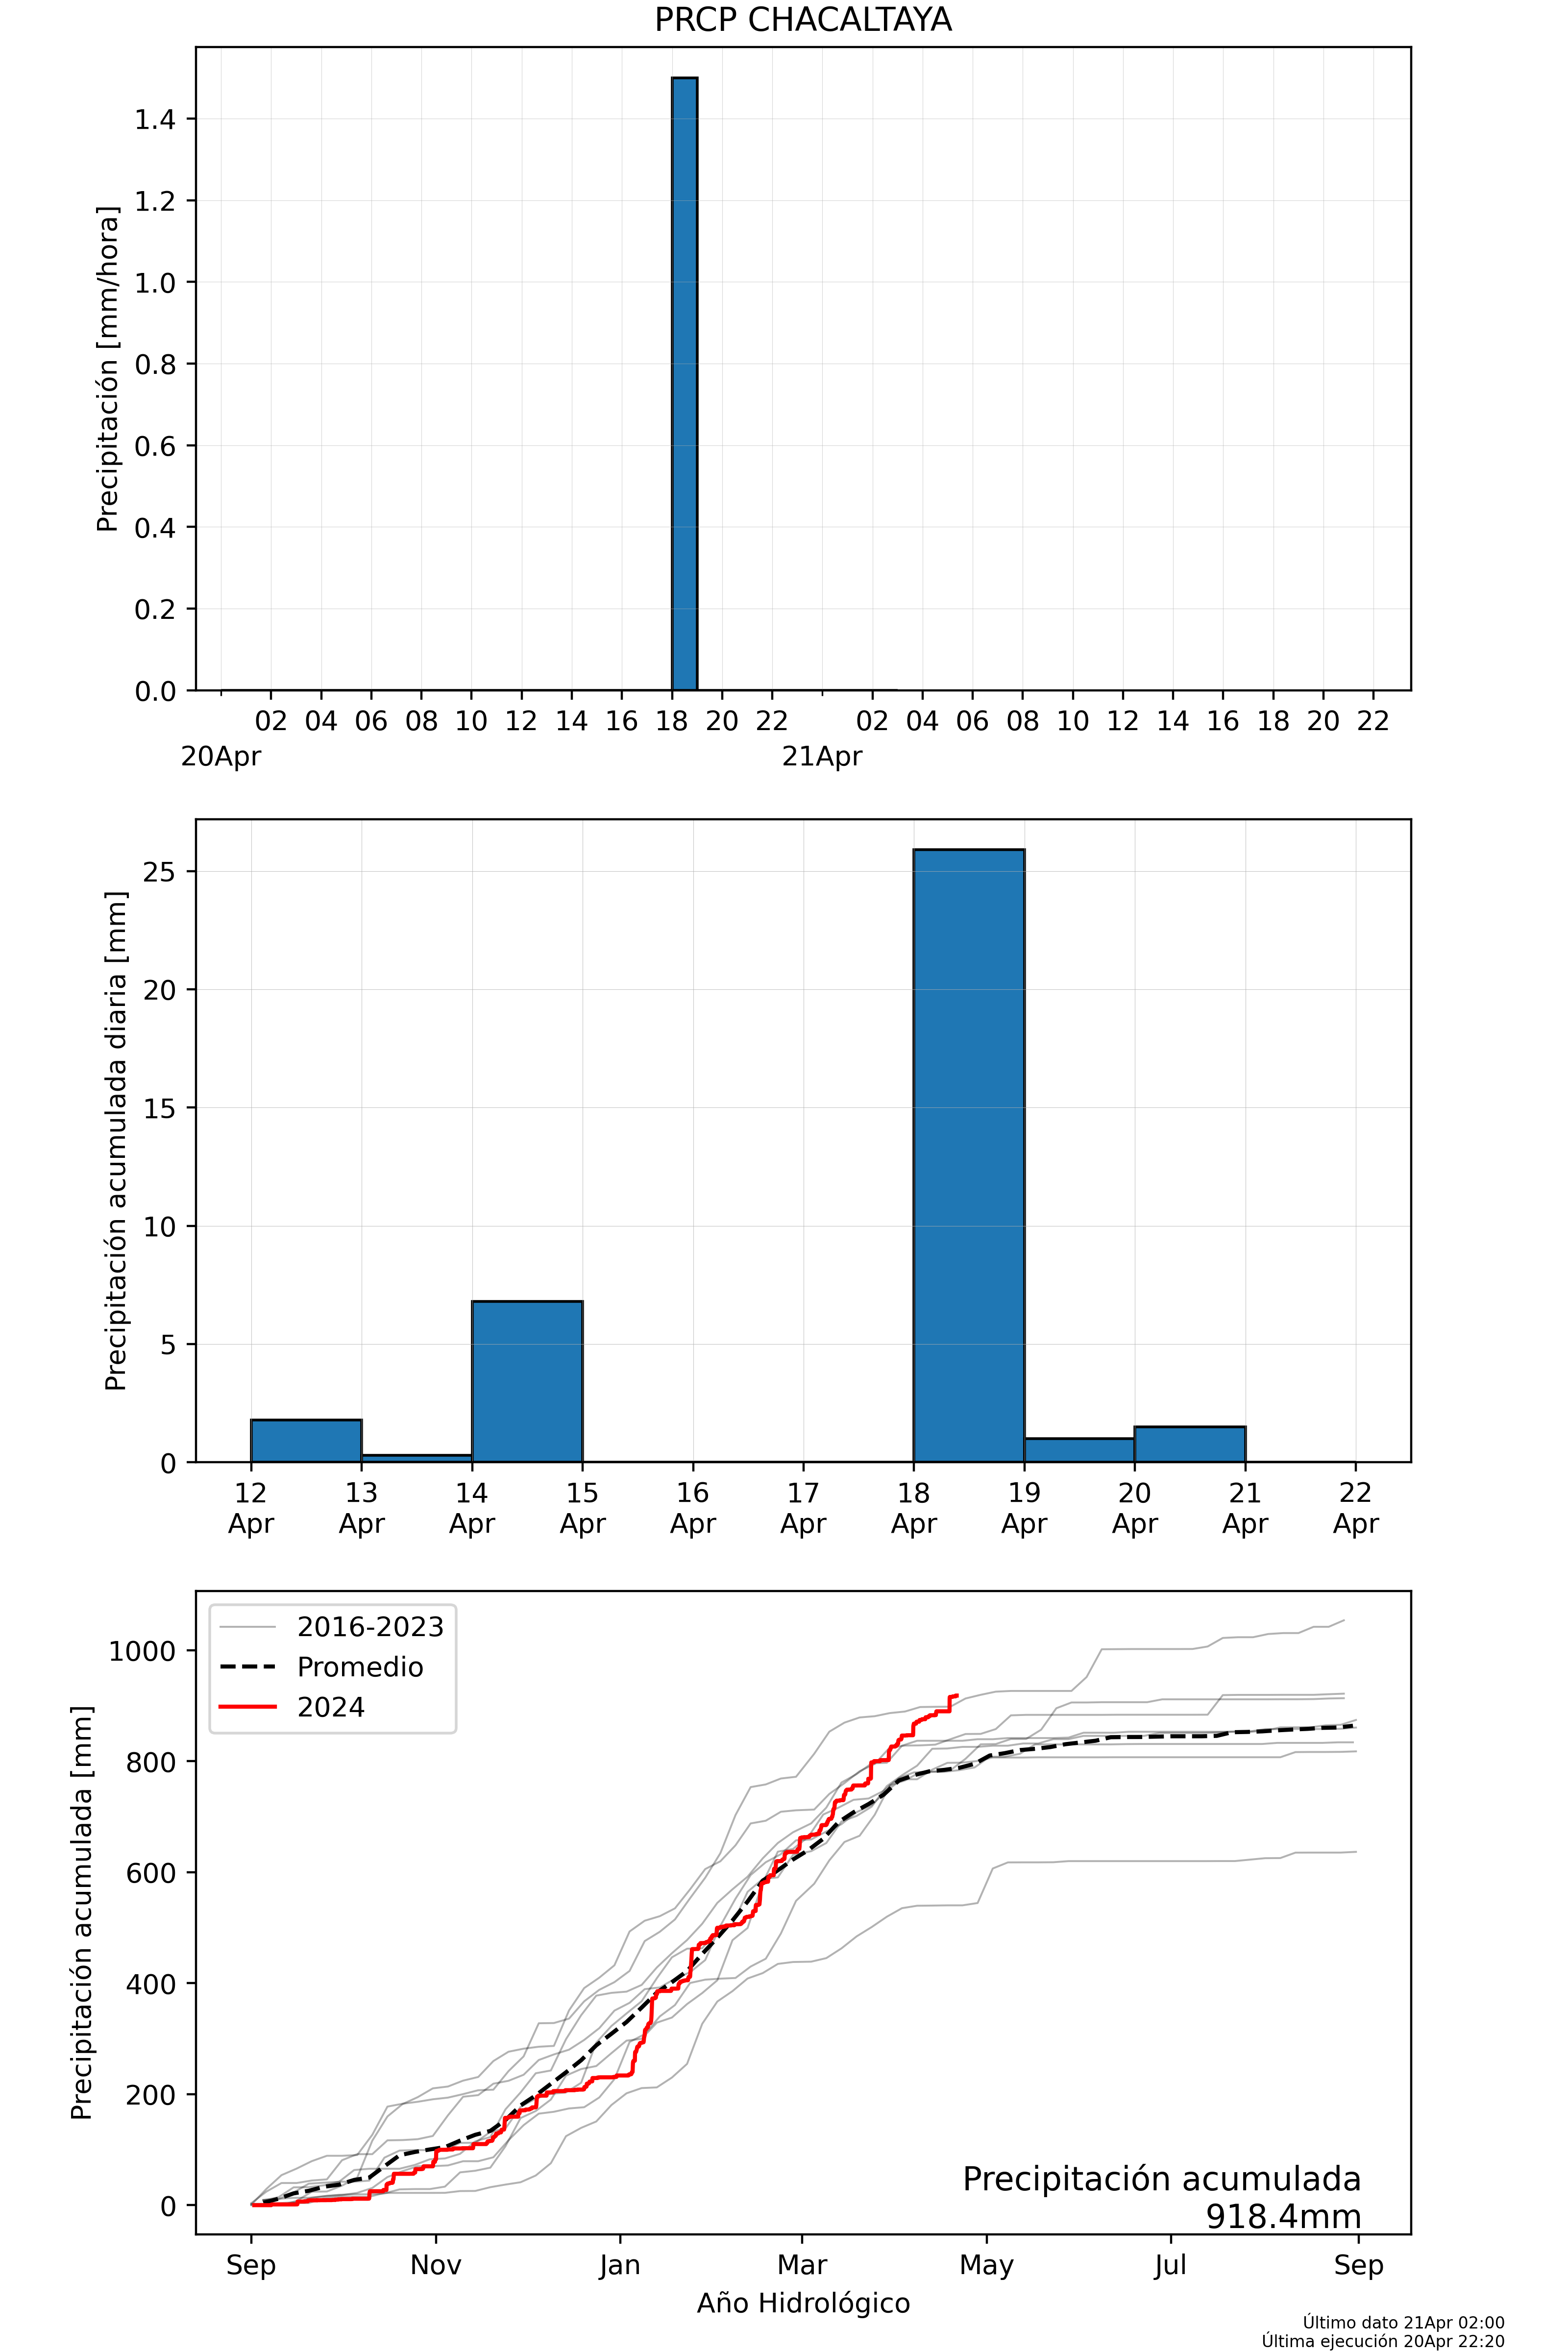 PRCP CHACALTAYA
Precipitación [mm/hora]
1.4
1.2
1.0
0.8
0.6
0.4
0.2
0.0
02 04 06 08 10 12 14 16 18 20 22 02 04 06 08 10 12 14 16 18 20 22
20Apr 21Apr
Precipitación acumulada diaria [mm]
25
20
15
10
5
0
12 13 14 15 16 17 18 19 20 21 22
Apr Apr Apr Apr Apr Apr Apr Apr Apr Apr Apr
Precipitación acumulada [mm]
1000
800
600
400
200
0
2016-2023
Promedio
2024
Precipitación acumulada
918.4mm
Sep Nov Jan Mar May Jul Sep
Año Hidrológico
Último dato 21Apr 02:00
Última ejecución 20Apr 22:20